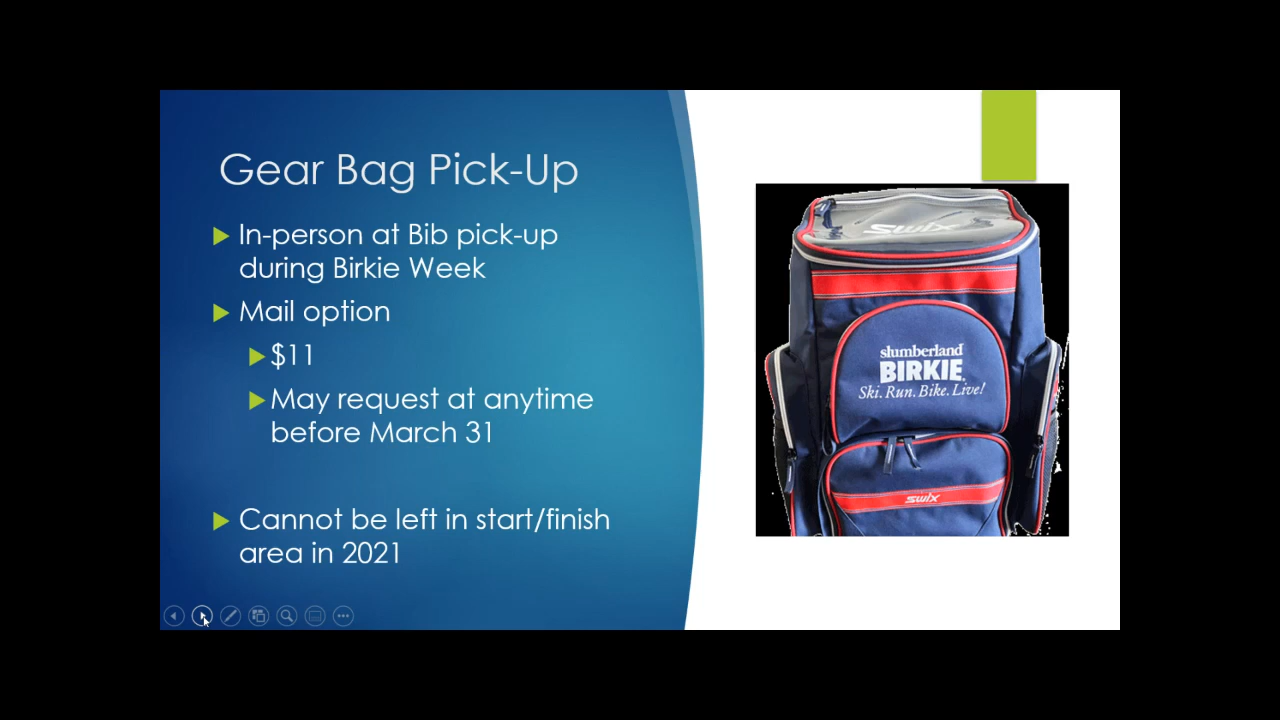 Gear Bag Pick-Up
In-person at Bib pick-up
during Birkie Week
Mail option
$11
May request at anytime
before March 31
Cannot be left in start/finish
area in 2021
swix
slumberland
BIRKIE
Ski. Run. Bike. Live!
swix